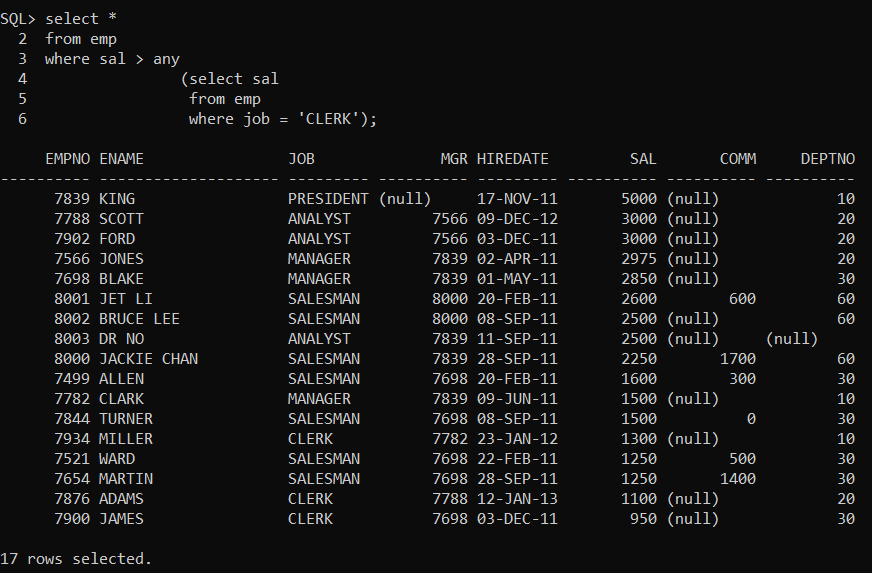 SQL> select *
  2  from emp
  3  where sal > any
  4                 (select sal
  5                  from emp
  6                  where job = 'CLERK');

     EMPNO ENAME                JOB              MGR HIREDATE         SAL       COMM     DEPTNO
---------- -------------------- --------- ---------- --------- ---------- ---------- ----------
      7839 KING                 PRESIDENT (null)     17-NOV-11       5000 (null)             10
      7788 SCOTT                ANALYST         7566 09-DEC-12       3000 (null)             20
      7902 FORD                 ANALYST         7566 03-DEC-11       3000 (null)             20
      7566 JONES                MANAGER         7839 02-APR-11       2975 (null)             20
      7698 BLAKE                MANAGER         7839 01-MAY-11       2850 (null)             30
      8001 JET LI               SALESMAN        8000 20-FEB-11       2600        600         60
      8002 BRUCE LEE            SALESMAN        8000 08-SEP-11       2500 (null)             60
      8003 DR NO                ANALYST         7839 11-SEP-11       2500 (null)     (null)
      8000 JACKIE CHAN          SALESMAN        7839 28-SEP-11       2250       1700         60
      7499 ALLEN                SALESMAN        7698 20-FEB-11       1600        300         30
      7782 CLARK                MANAGER         7839 09-JUN-11       1500 (null)             10
      7844 TURNER               SALESMAN        7698 08-SEP-11       1500          0         30
      7934 MILLER               CLERK           7782 23-JAN-12       1300 (null)             10
      7521 WARD                 SALESMAN        7698 22-FEB-11       1250        500         30
      7654 MARTIN               SALESMAN        7698 28-SEP-11       1250       1400         30
      7876 ADAMS                CLERK           7788 12-JAN-13       1100 (null)             20
      7900 JAMES                CLERK           7698 03-DEC-11        950 (null)             30

17 rows selected.